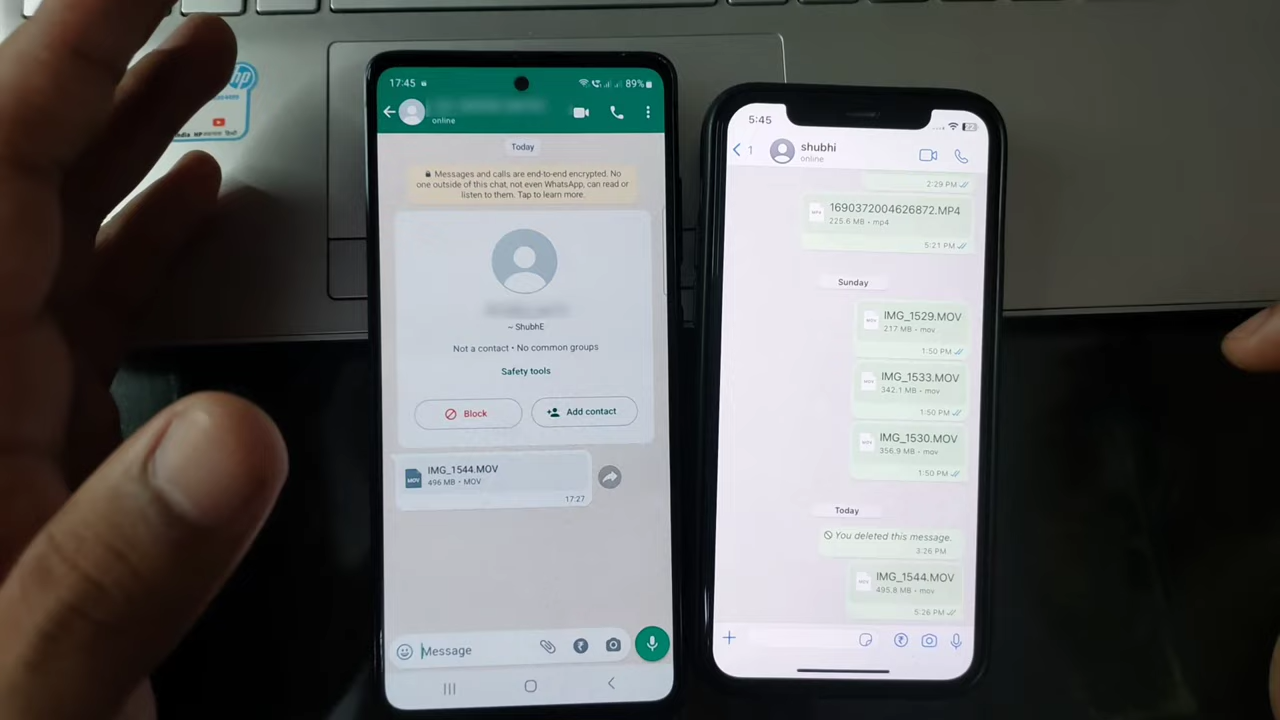 hp
17:45
89%
online
Today
Messages and calls are end-to-end encrypted. No
one outside of this chat, not even WhatsApp, can read or
listen to them. Tap to learn more.
~ ShubhE
Not a contact • No common groups
Safety tools
Block
Add contact
MOV
IMG_1544.MOV
496 MB • MOV
17:27
Message
5:45
22
1
shubhi
online
2:29 PM
1690372004626872.MP4
225.6 MB • mp4
5:21 PM
Sunday
IMG_1529.MOV
217 MB • mov
1:50 PM
IMG_1533.MOV
342.1 MB • mov
1:50 PM
IMG_1530.MOV
356.9 MB • mov
1:50 PM
Today
You deleted this message.
3:26 PM
IMG_1544.MOV
495.8 MB • mov
5:26 PM